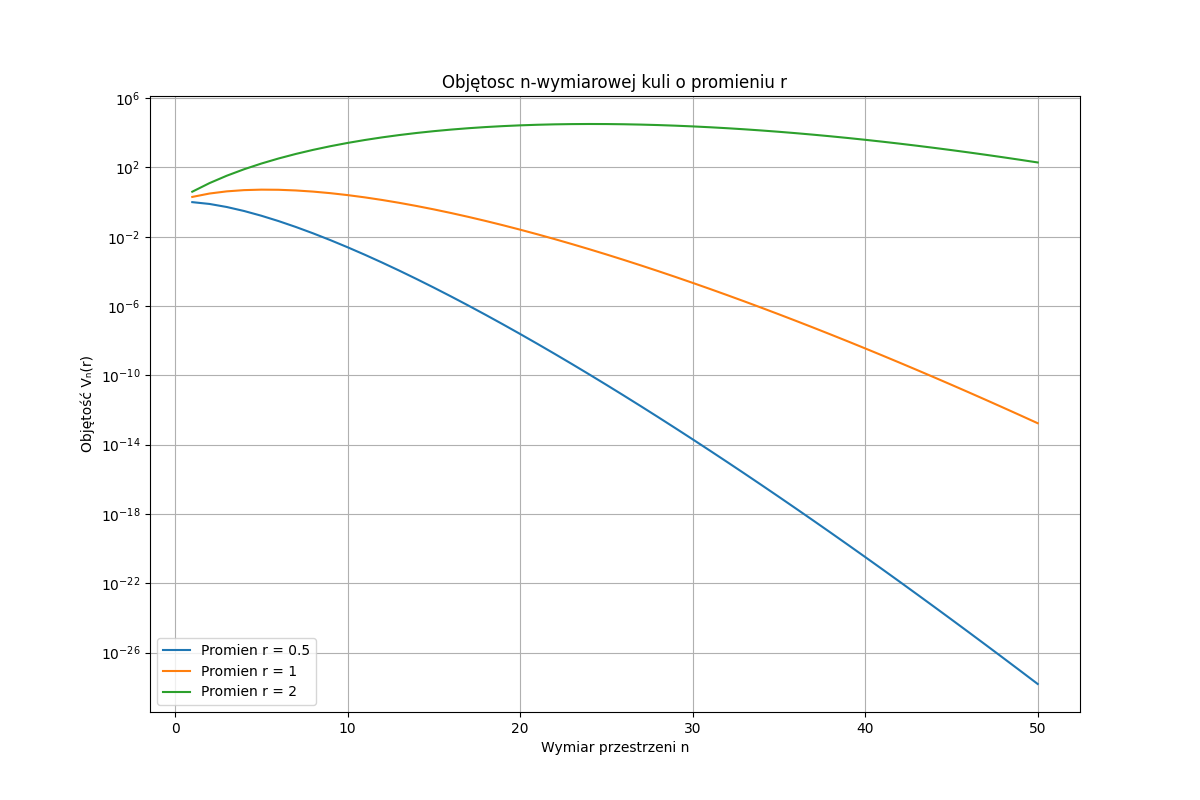 Objętosc n-wymiarowej kuli o promieniu r
Objętość Vₙ(r)
10⁶
10²
10⁻²
10⁻⁶
10⁻¹⁰
10⁻¹⁴
10⁻¹⁸
10⁻²²
10⁻²⁶
Promien r = 0.5
Promien r = 1
Promien r = 2
0 10 20 30 40 50
Wymiar przestrzeni n